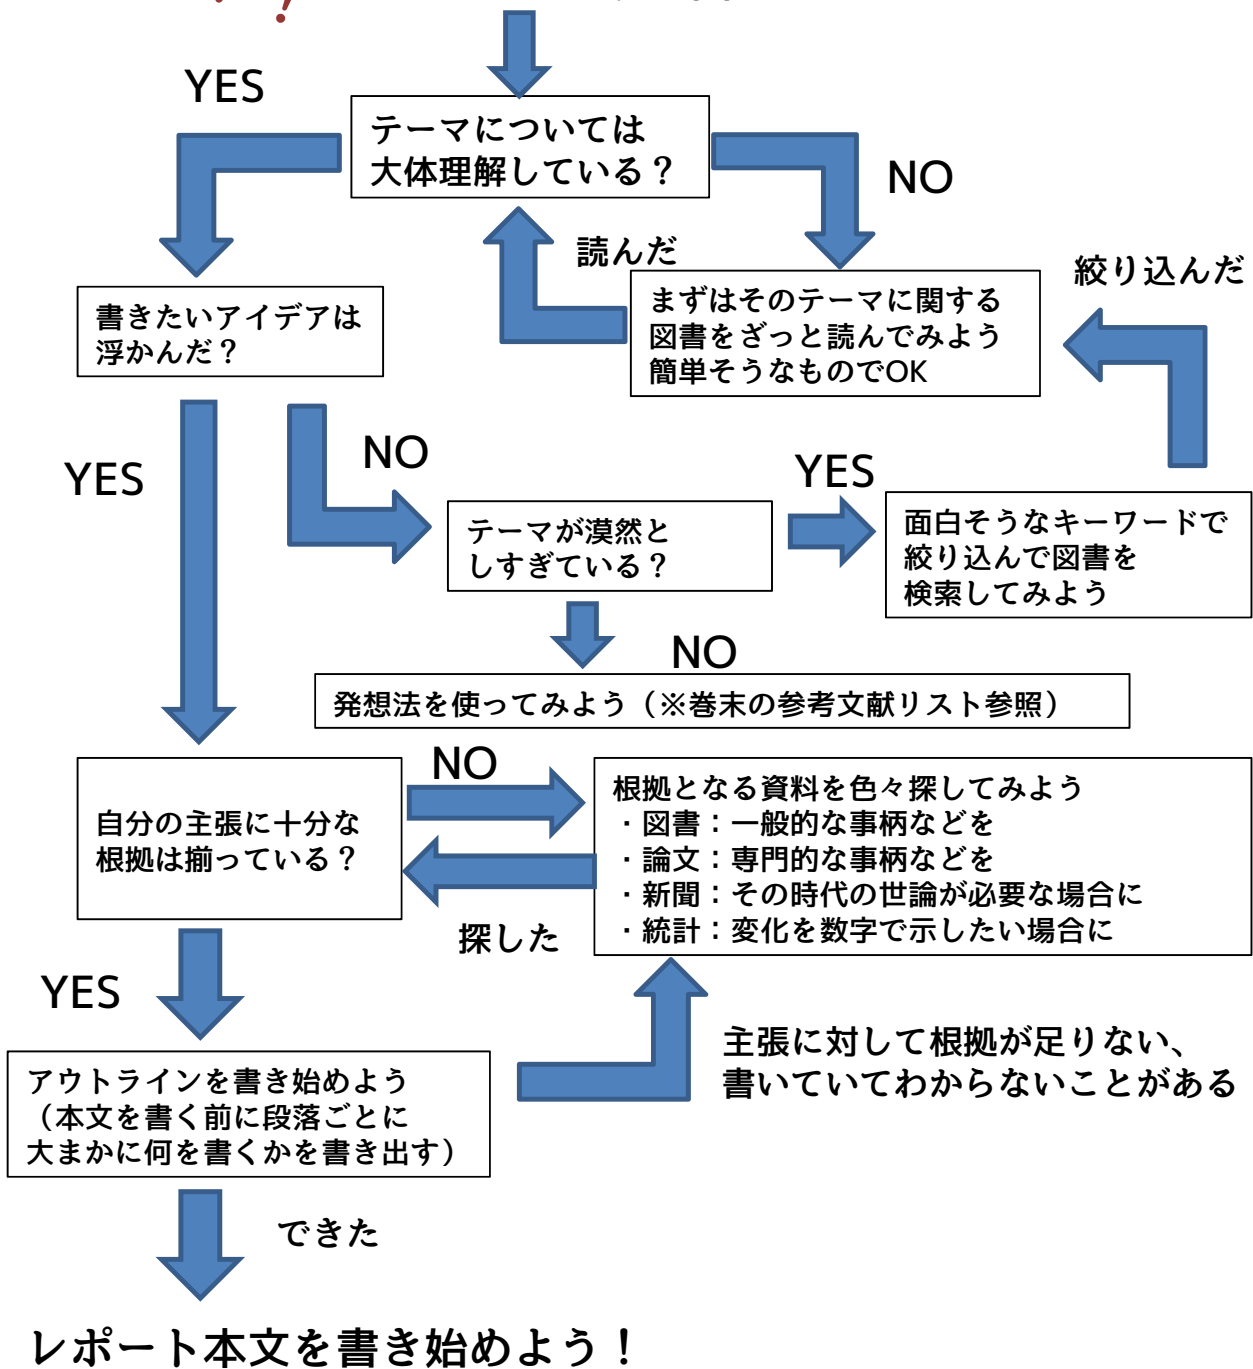 YES
テーマについては
大体理解している？
NO
読んだ
絞り込んだ
まずはそのテーマに関する
図書をざっと読んでみよう
簡単そうなものでOK
書きたいアイデアは
浮かんだ？
YES
NO
テーマが漠然と
しすぎている？
YES
面白そうなキーワードで
絞り込んで図書を
検索してみよう
NO
発想法を使ってみよう（※巻末の参考文献リスト参照）
自分の主張に十分な
根拠は揃っている？
NO
根拠となる資料を色々探してみよう
・図書：一般的な事柄などを
・論文：専門的な事柄などを
・新聞：その時代の世論が必要な場合に
・統計：変化を数字で示したい場合に
探した
YES
アウトラインを書き始めよう
（本文を書く前に段落ごとに
大まかに何を書くかを書き出す）
主張に対して根拠が足りない、
書いていてわからないことがある
できた
レポート本文を書き始めよう！